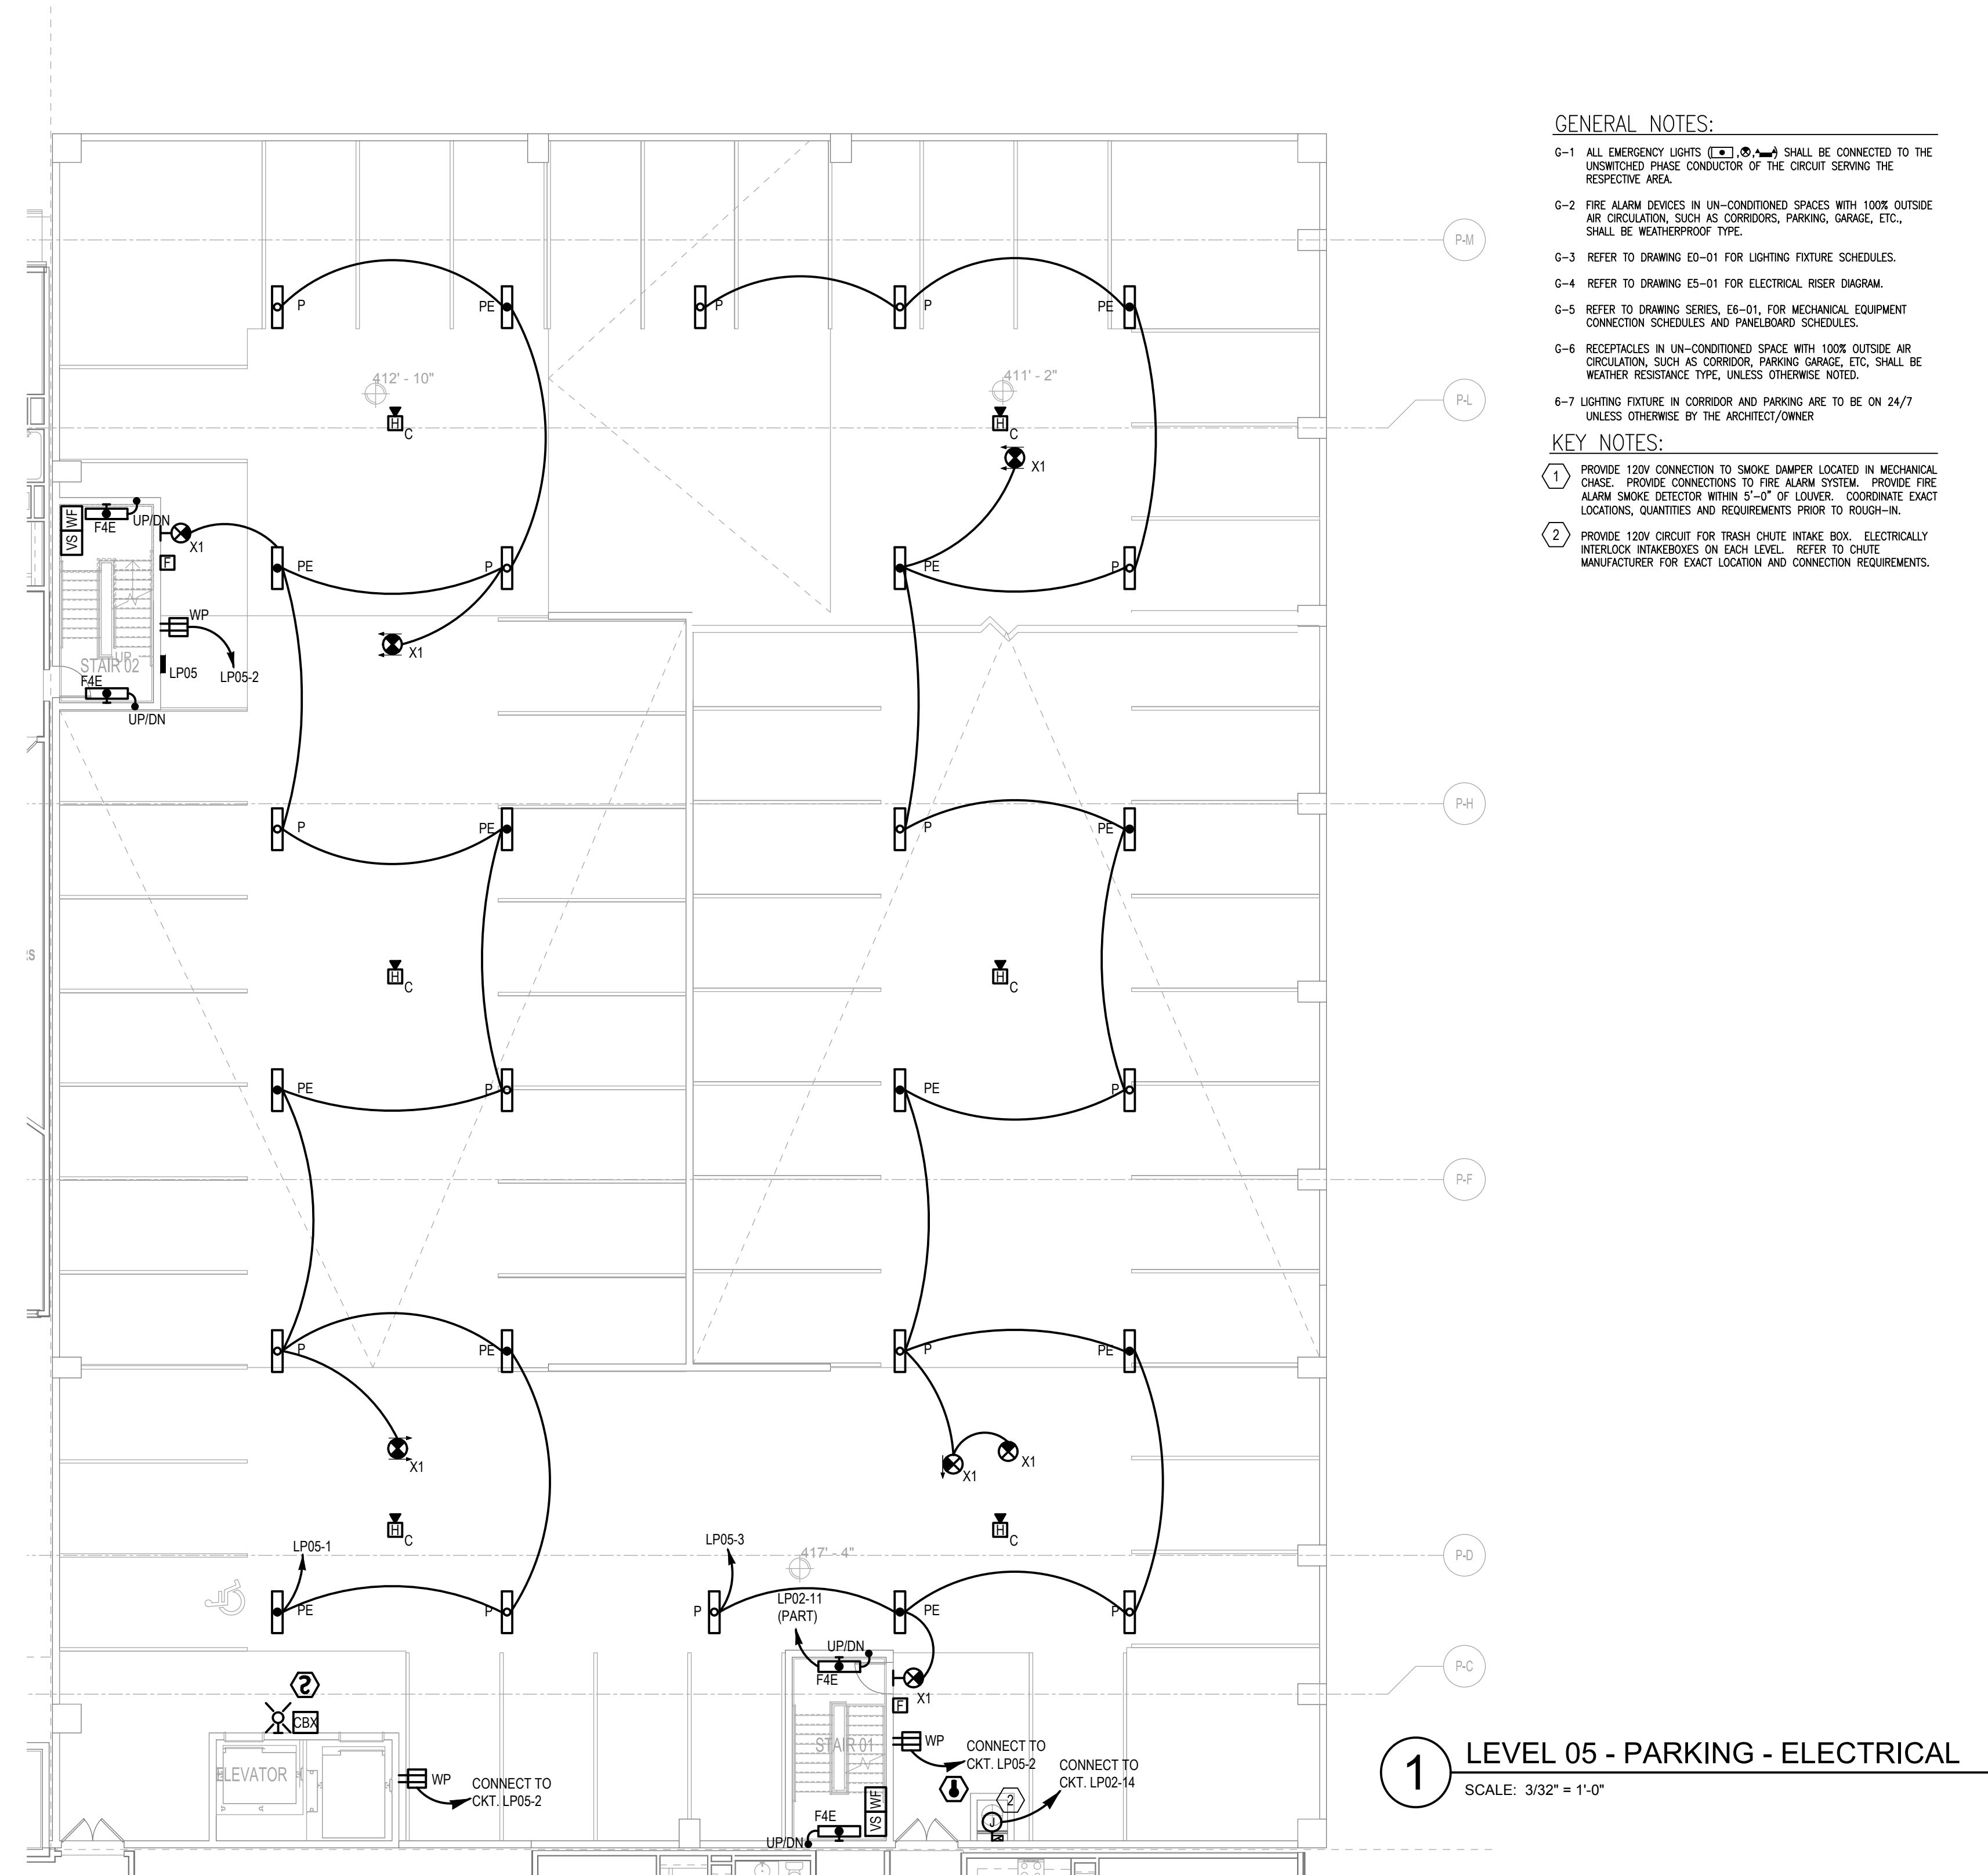 GENERAL NOTES:
G-1 ALL EMERGENCY LIGHTS ( , , ) SHALL BE CONNECTED TO THE
UNSWITCHED PHASE CONDUCTOR OF THE CIRCUIT SERVING THE
RESPECTIVE AREA.
G-2 FIRE ALARM DEVICES IN UN-CONDITIONED SPACES WITH 100% OUTSIDE
AIR CIRCULATION, SUCH AS CORRIDORS, PARKING, GARAGE, ETC.,
SHALL BE WEATHERPROOF TYPE.
G-3 REFER TO DRAWING E0-01 FOR LIGHTING FIXTURE SCHEDULES.
G-4 REFER TO DRAWING E5-01 FOR ELECTRICAL RISER DIAGRAM.
G-5 REFER TO DRAWING SERIES, E6-01, FOR MECHANICAL EQUIPMENT
CONNECTION SCHEDULES AND PANELBOARD SCHEDULES.
G-6 RECEPTACLES IN UN-CONDITIONED SPACE WITH 100% OUTSIDE AIR
CIRCULATION, SUCH AS CORRIDOR, PARKING GARAGE, ETC, SHALL BE
WEATHER RESISTANCE TYPE, UNLESS OTHERWISE NOTED.
6-7 LIGHTING FIXTURE IN CORRIDOR AND PARKING ARE TO BE ON 24/7
UNLESS OTHERWISE BY THE ARCHITECT/OWNER
KEY NOTES:
1 PROVIDE 120V CONNECTION TO SMOKE DAMPER LOCATED IN MECHANICAL
CHASE. PROVIDE CONNECTIONS TO FIRE ALARM SYSTEM. PROVIDE FIRE
ALARM SMOKE DETECTOR WITHIN 5'-0" OF LOUVER. COORDINATE EXACT
LOCATIONS, QUANTITIES AND REQUIREMENTS PRIOR TO ROUGH-IN.
2 PROVIDE 120V CIRCUIT FOR TRASH CHUTE INTAKE BOX. ELECTRICALLY
INTERLOCK INTAKEBOXES ON EACH LEVEL. REFER TO CHUTE
MANUFACTURER FOR EXACT LOCATION AND CONNECTION REQUIREMENTS.
P-M
P PE P P PE
412' - 10" 411' - 2"
P-L
H C H C
X1
WF VS F4E UP/DN X1
F
PE P PE P
WP
X1
UP
STAIR 02
LP05 LP05-2
F4E
UP/DN
P-H
P PE P PE
H C H C
PE P PE P
P-F
P PE P PE
X1 X1 X1
H C H C
LP05-1 LP05-3
417' - 4"
P-D
PE P P PE P
LP02-11
(PART)
UP/DN
F4E
X1
F
P-C
CBX
STAIR 01
WP
CONNECT TO
CKT. LP05-2
ELEVATOR
WP
CONNECT TO
CKT. LP05-2
CONNECT TO
CKT. LP02-14
2
J
WF VS
F4E
UP/DN
1 LEVEL 05 - PARKING - ELECTRICAL
SCALE: 3/32" = 1'-0"